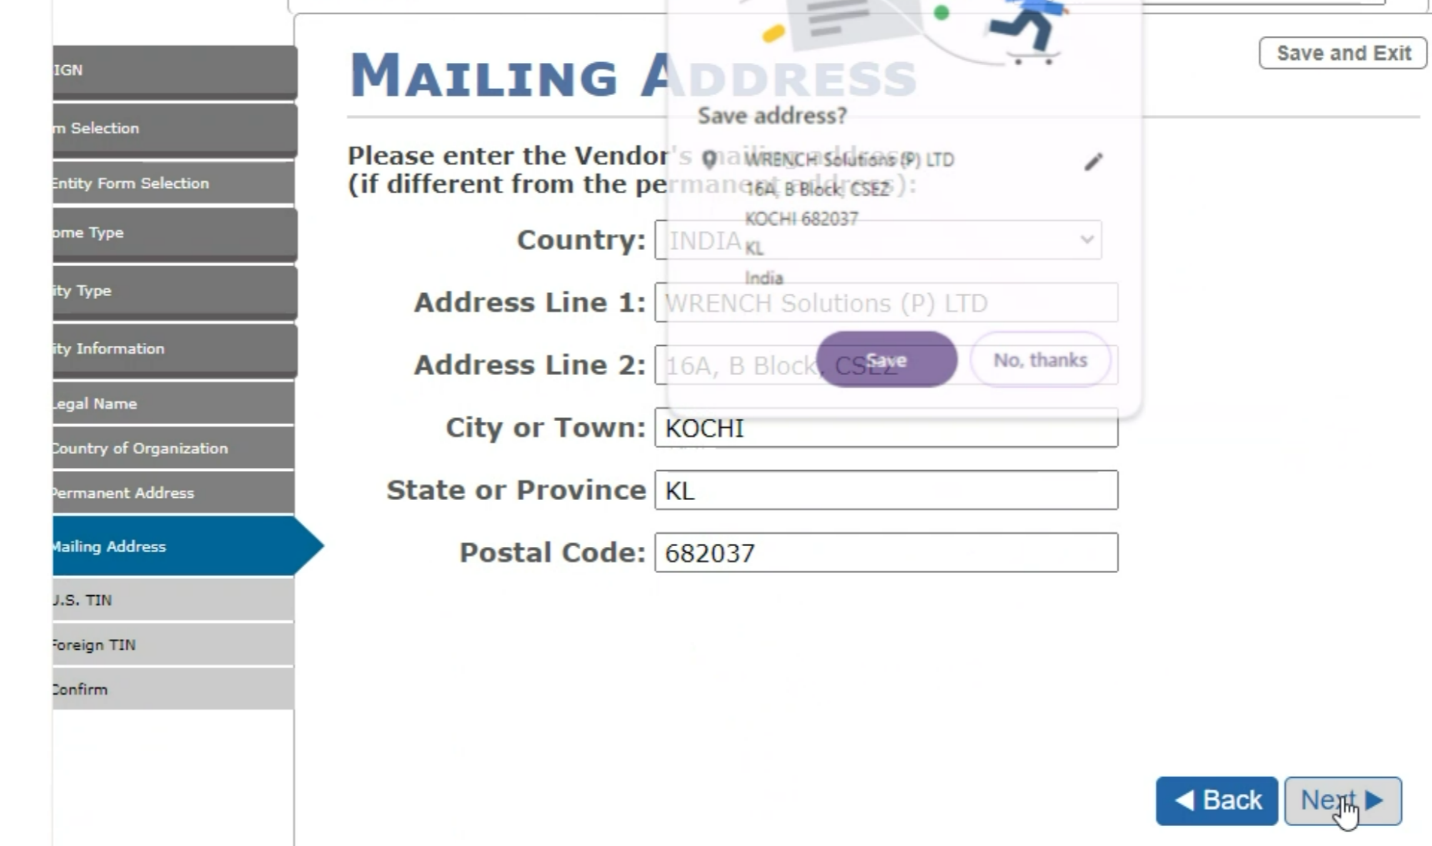 Save and Exit
IGN
m Selection
Entity Form Selection
ome Type
ity Type
ity Information
Legal Name
Country of Organization
Permanent Address
Mailing Address
U.S. TIN
Foreign TIN
Confirm
MAILING ADDRESS
Please enter the Vendor's mailing address
(if different from the permanent address):
Country: INDIA
Address Line 1: WRENCH Solutions (P) LTD
Address Line 2: 16A, B Block, CSEZ
City or Town: KOCHI
State or Province KL
Postal Code: 682037
Save address?
WRENCH Solutions (P) LTD
16A, B Block, CSEZ
KOCHI 682037
KL
India
Save
No, thanks
Back
Next